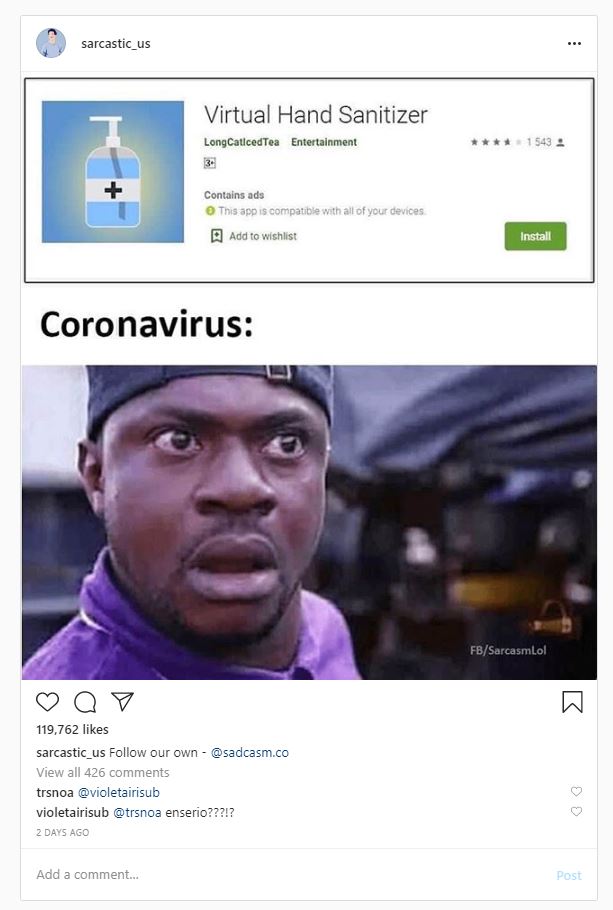 sarcastic_us
Virtual Hand Sanitizer
LongCatIcedTea Entertainment 1 543
3+
Contains ads
This app is compatible with all of your devices.
Add to wishlist
Install
Coronavirus:
FB/SarcasmLol
119,762 likes
sarcastic_us Follow our own - @sadcasm.co
View all 426 comments
trsnoa @violetairisub
violetairisub @trsnoa enserio???!?
2 DAYS AGO
Add a comment... Post